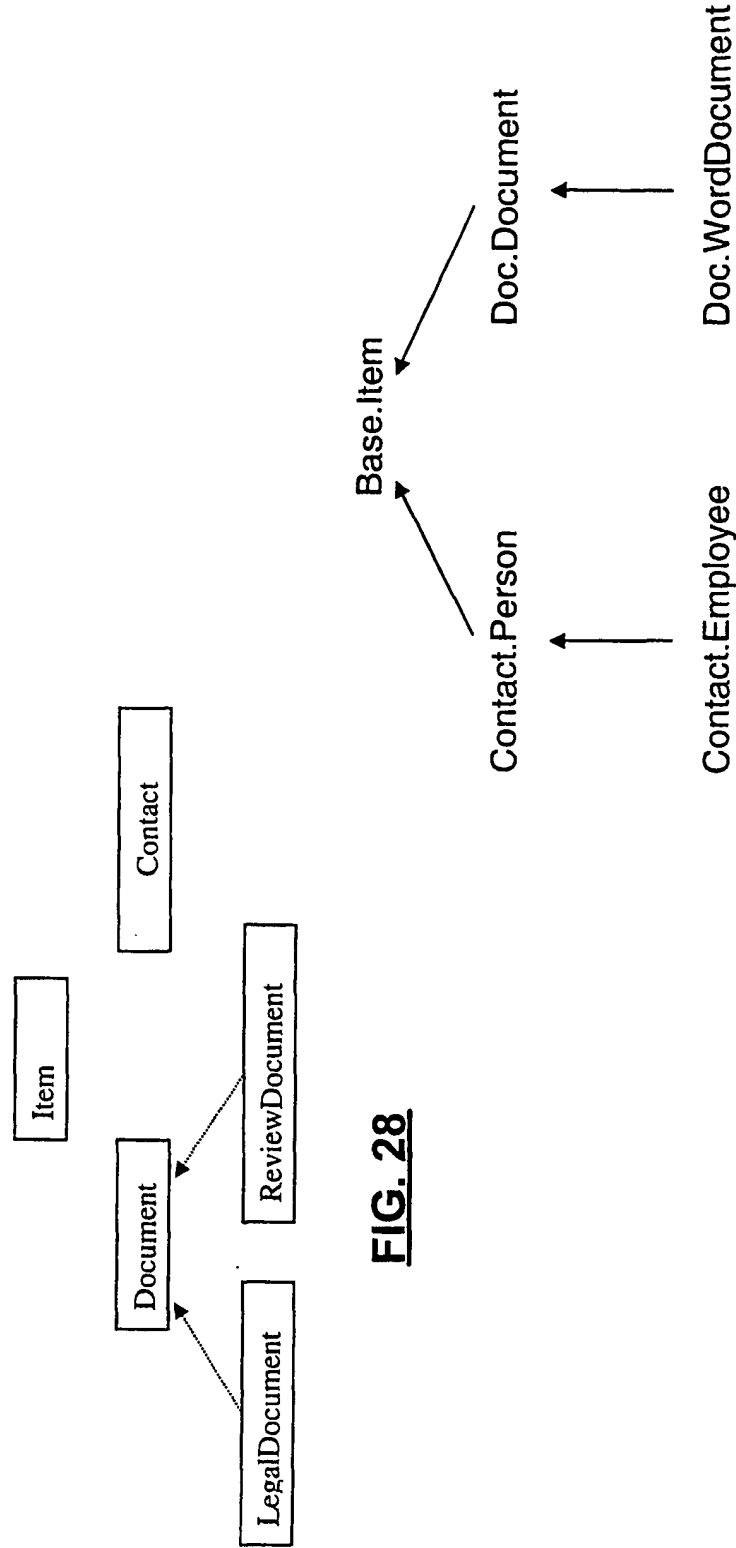 Item
Document
Contact
LegalDocument
ReviewDocument
FIG. 28
Base.Item
Contact.Person
Doc.Document
Contact.Employee
Doc.WordDocument